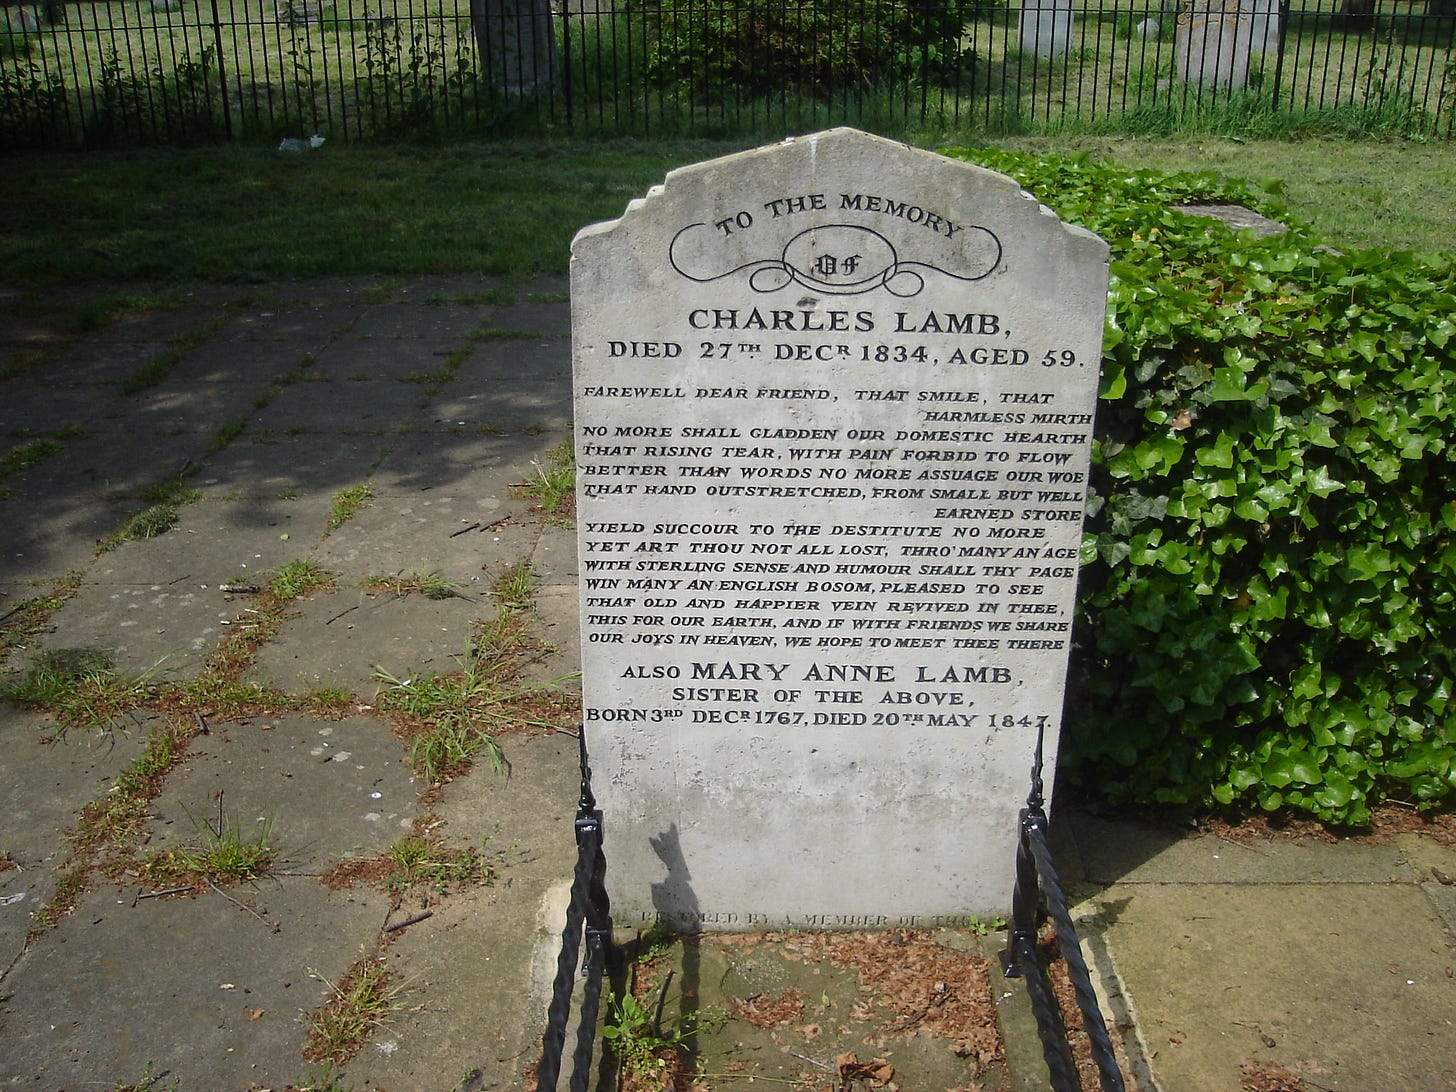 TO THE MEMORY
OF
CHARLES LAMB,
DIED 27TH DECR 1834, AGED 59.
FAREWELL DEAR FRIEND, THAT SMILE, THAT
HARMLESS MIRTH
NO MORE SHALL GLADDEN OUR DOMESTIC HEARTH
THAT RISING TEAR, WITH PAIN FORBID TO FLOW
BETTER THAN WORDS NO MORE ASSUAGE OUR WOE
THAT HAND OUTSTRETCHED, FROM SMALL BUT WELL
EARNED STORE
YIELD SUCCOUR TO THE DESTITUTE NO MORE
YET ART THOU NOT ALL LOST, THRO' MANY AN AGE
WITH STERLING SENSE AND HUMOUR SHALL THY PAGE
WIN MANY AN ENGLISH BOSOM, PLEASED TO SEE
THAT OLD AND HAPPIER VEIN REVIVED IN THEE,
THIS FOR OUR EARTH, AND IF WITH FRIENDS WE SHARE
OUR JOYS IN HEAVEN, WE HOPE TO MEET THEE THERE
ALSO MARY ANNE LAMB,
SISTER OF THE ABOVE,
BORN 3RD DECR 1767, DIED 20TH MAY 1847.
RESTORED BY A MEMBER OF THE